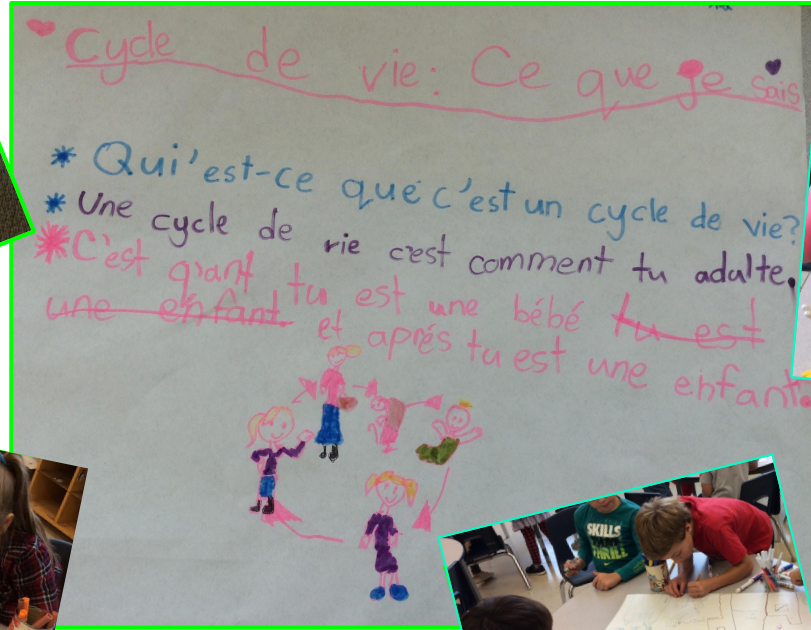 Cycle de vie: Ce que je sais
* Qui'est-ce que c'est un cycle de vie?
* Une cycle de rie c'est comment tu adulte.
* C'est qant tu est une bébé tu est
une enfant. et aprés tu est une enfant.
SKILLS